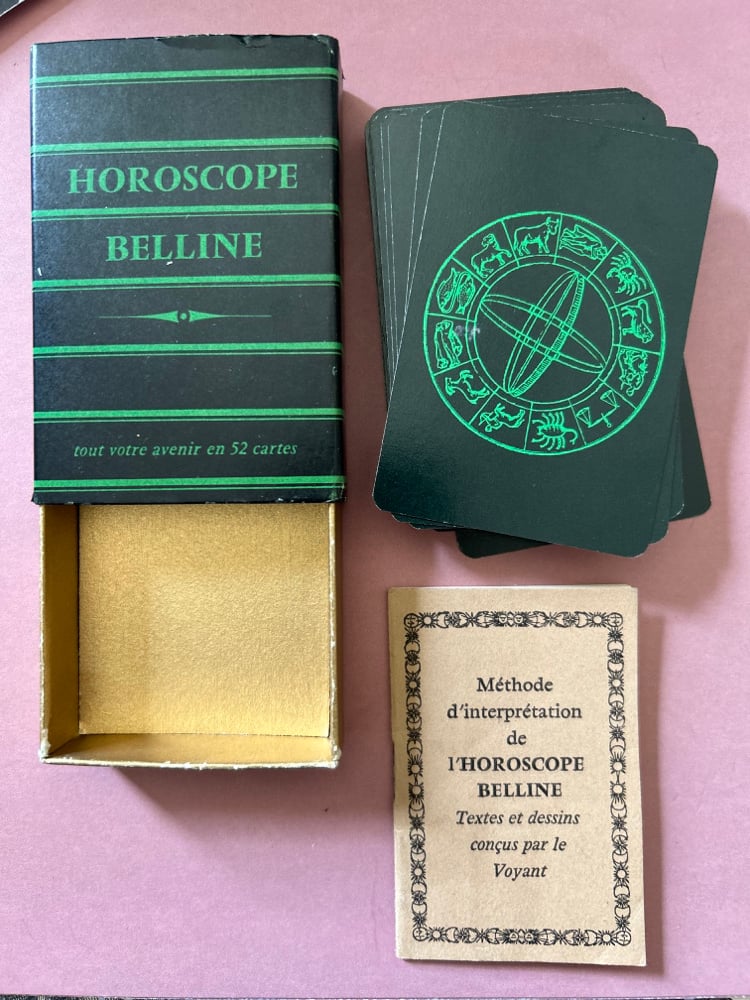 HOROSCOPE
BELLINE
tout votre avenir en 52 cartes
Méthode
d'interprétation
de
l'HOROSCOPE
BELLINE
Textes et dessins
conçus par le
Voyant